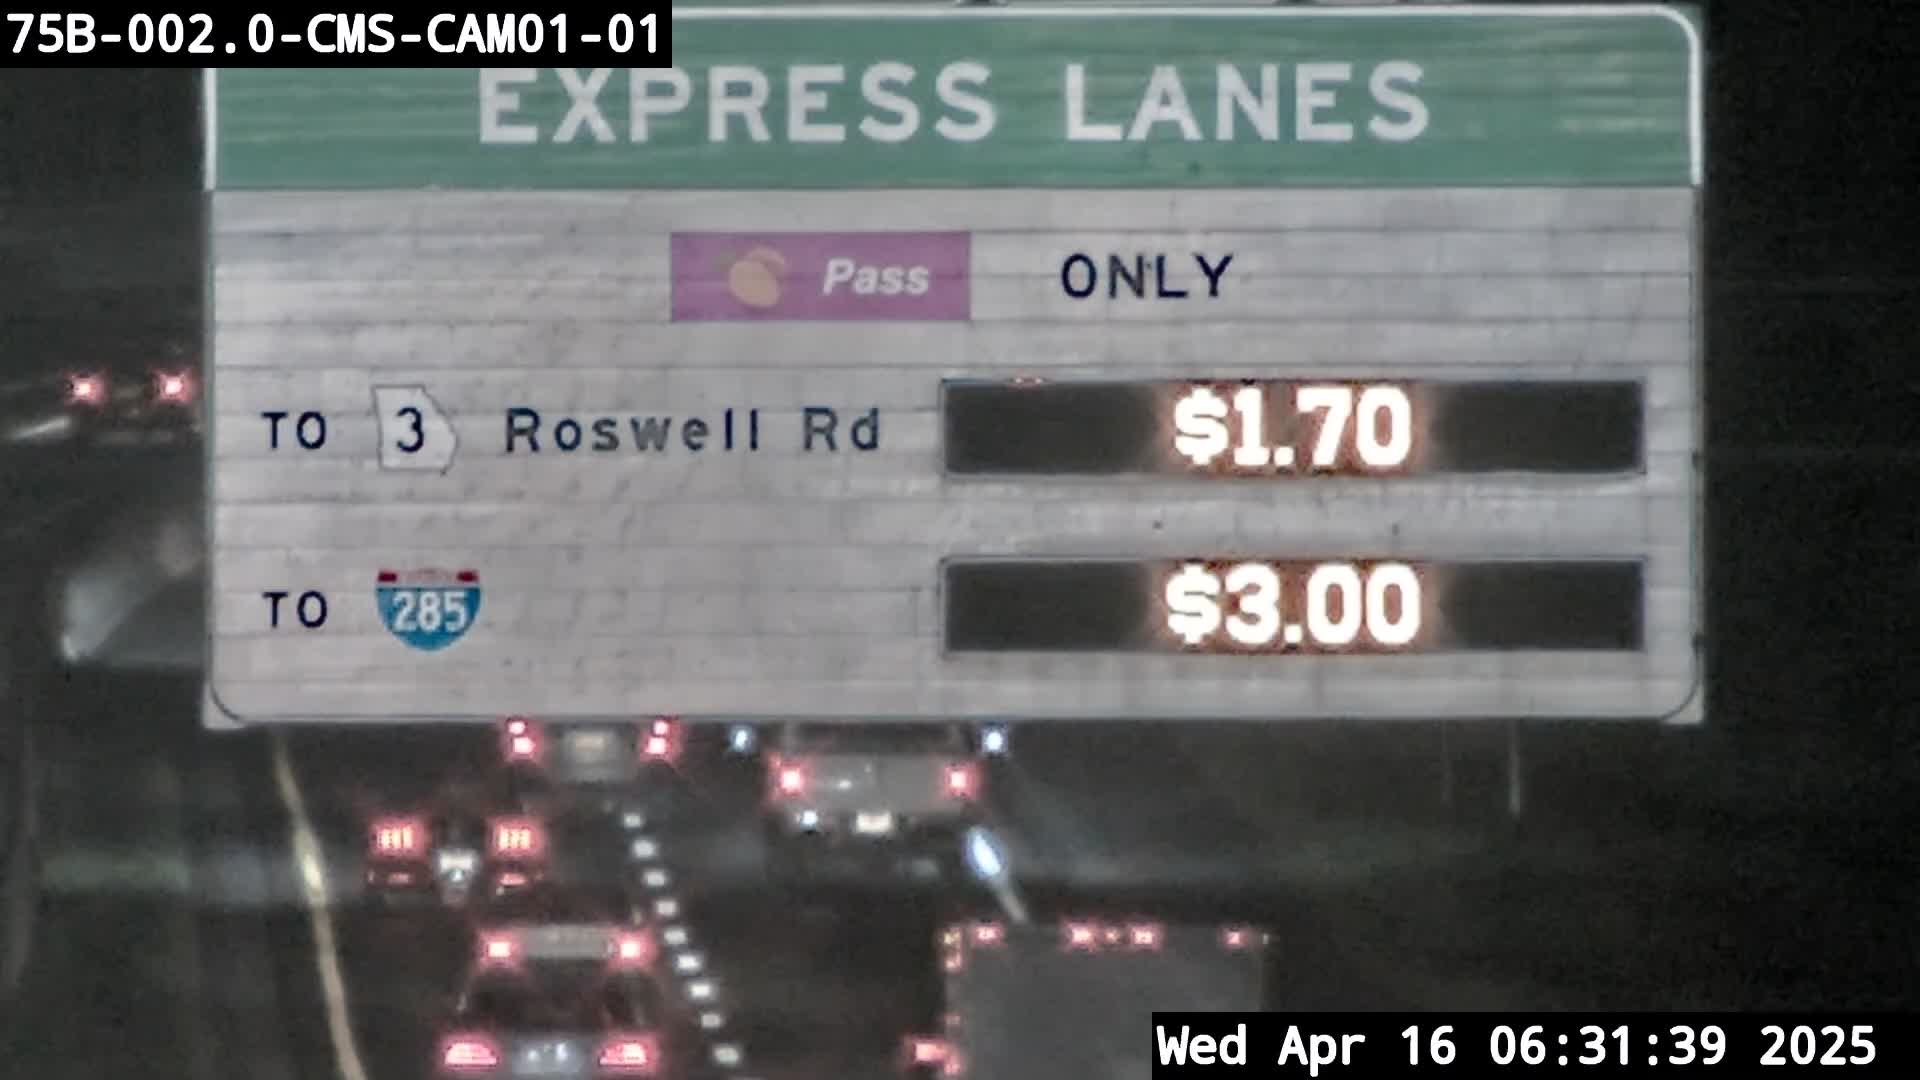 75B-002.0-CMS-CAM01-01
EXPRESS LANES
Pass ONLY
TO 3 Roswell Rd $1.70
TO 285 $3.00
Wed Apr 16 06:31:39 2025